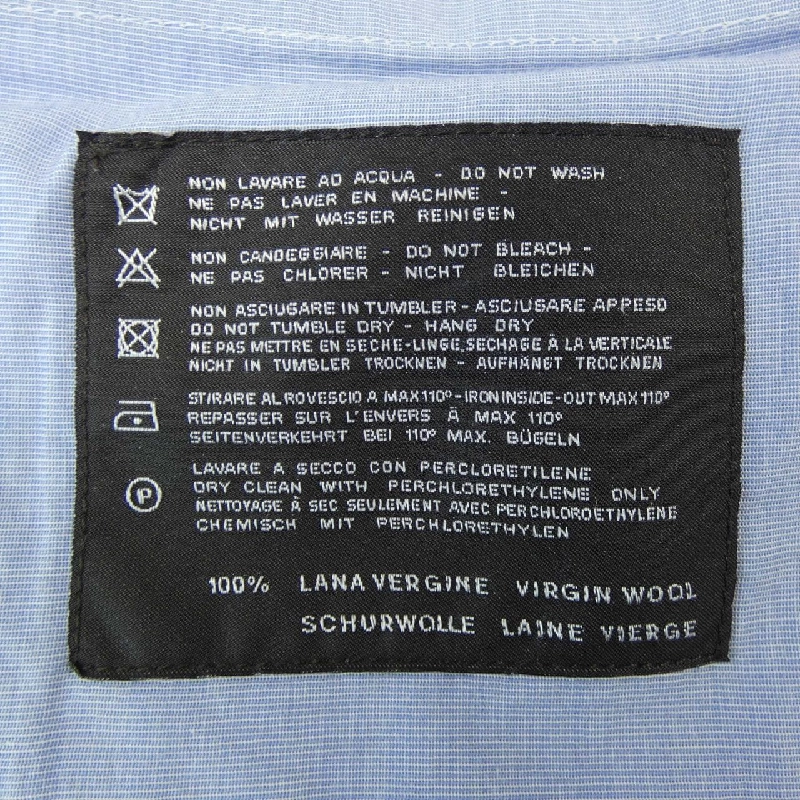 NON LAVARE AD ACQUA - DO NOT WASH
NE PAS LAVER EN MACHINE -
NICHT MIT WASSER REINIGEN
NON CANDEGGIARE - DO NOT BLEACH -
NE PAS CHLORER - NICHT BLEICHEN
NON ASCIUGARE IN TUMBLER - ASCIUGARE APPESO
DO NOT TUMBLE DRY - HANG DRY
NE PAS METTRE EN SECHE-LINGE, SECHAGE À LA VERTICALE
NICHT IN TUMBLER TROCKNEN - AUFHÄNGT TROCKNEN
STIRARE AL ROVESCIO A MAX 110° - IRON INSIDE-OUT MAX 110°
REPASSER SUR L'ENVERS À MAX 110°
SEITENVERKEHRT BEI 110° MAX. BÜGELN
P
LAVARE A SECCO CON PERCLORETILENE
DRY CLEAN WITH PERCHLORETHYLENE ONLY
NETTOYAGE À SEC SEULEMENT AVEC PERCHLOROETHYLÈNE
CHEMISCH MIT PERCHLORETHYLEN
100% LANA VERGINE VIRGIN WOOL
SCHURWOLLE LAINE VIERGE